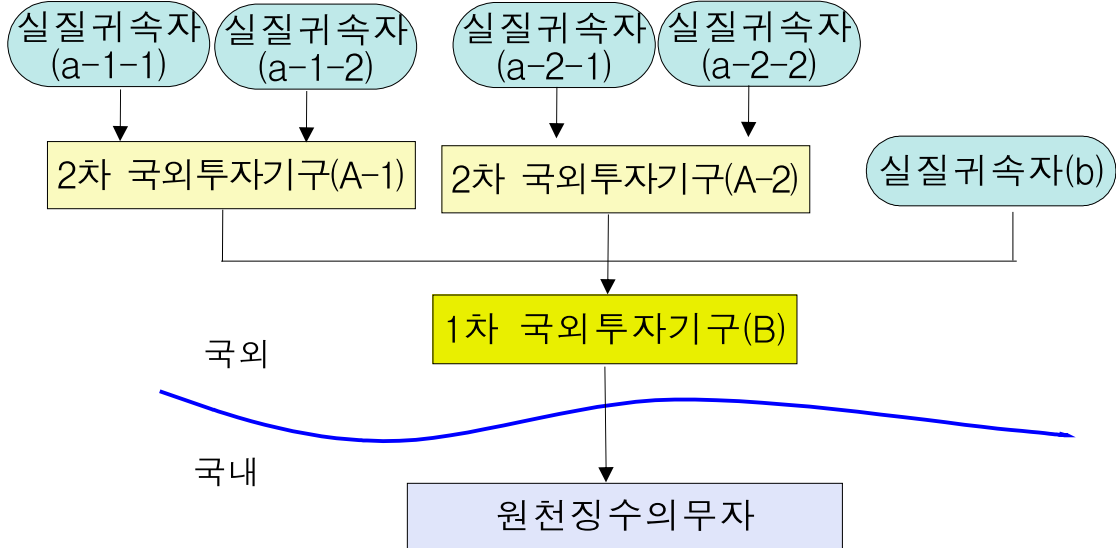 실질귀속자
(a-1-1)
실질귀속자
(a-1-2)
실질귀속자
(a-2-1)
실질귀속자
(a-2-2)
2차 국외투자기구(A-1)
2차 국외투자기구(A-2)
실질귀속자(b)
1차 국외투자기구(B)
국외
국내
원천징수의무자